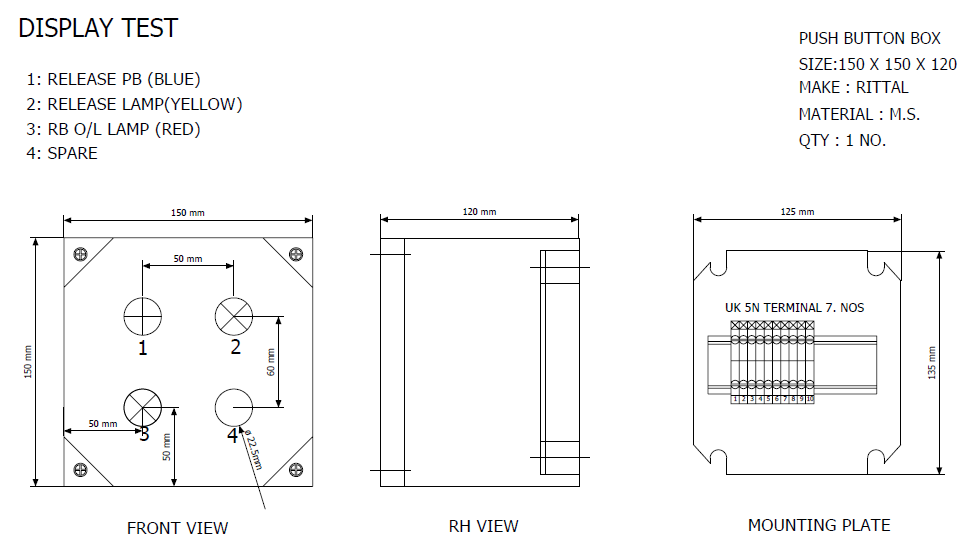 DISPLAY TEST
1: RELEASE PB (BLUE)
2: RELEASE LAMP(YELLOW)
3: RB O/L LAMP (RED)
4: SPARE
PUSH BUTTON BOX
SIZE:150 X 150 X 120
MAKE : RITTAL
MATERIAL : M.S.
QTY : 1 NO.
150 mm
50 mm
150 mm
1
2
60 mm
50 mm
3
50 mm
4
ø 22.5mm
FRONT VIEW
120 mm
RH VIEW
125 mm
UK 5N TERMINAL 7. NOS
1 2 3 4 5 6 7 8 9 10
135 mm
MOUNTING PLATE